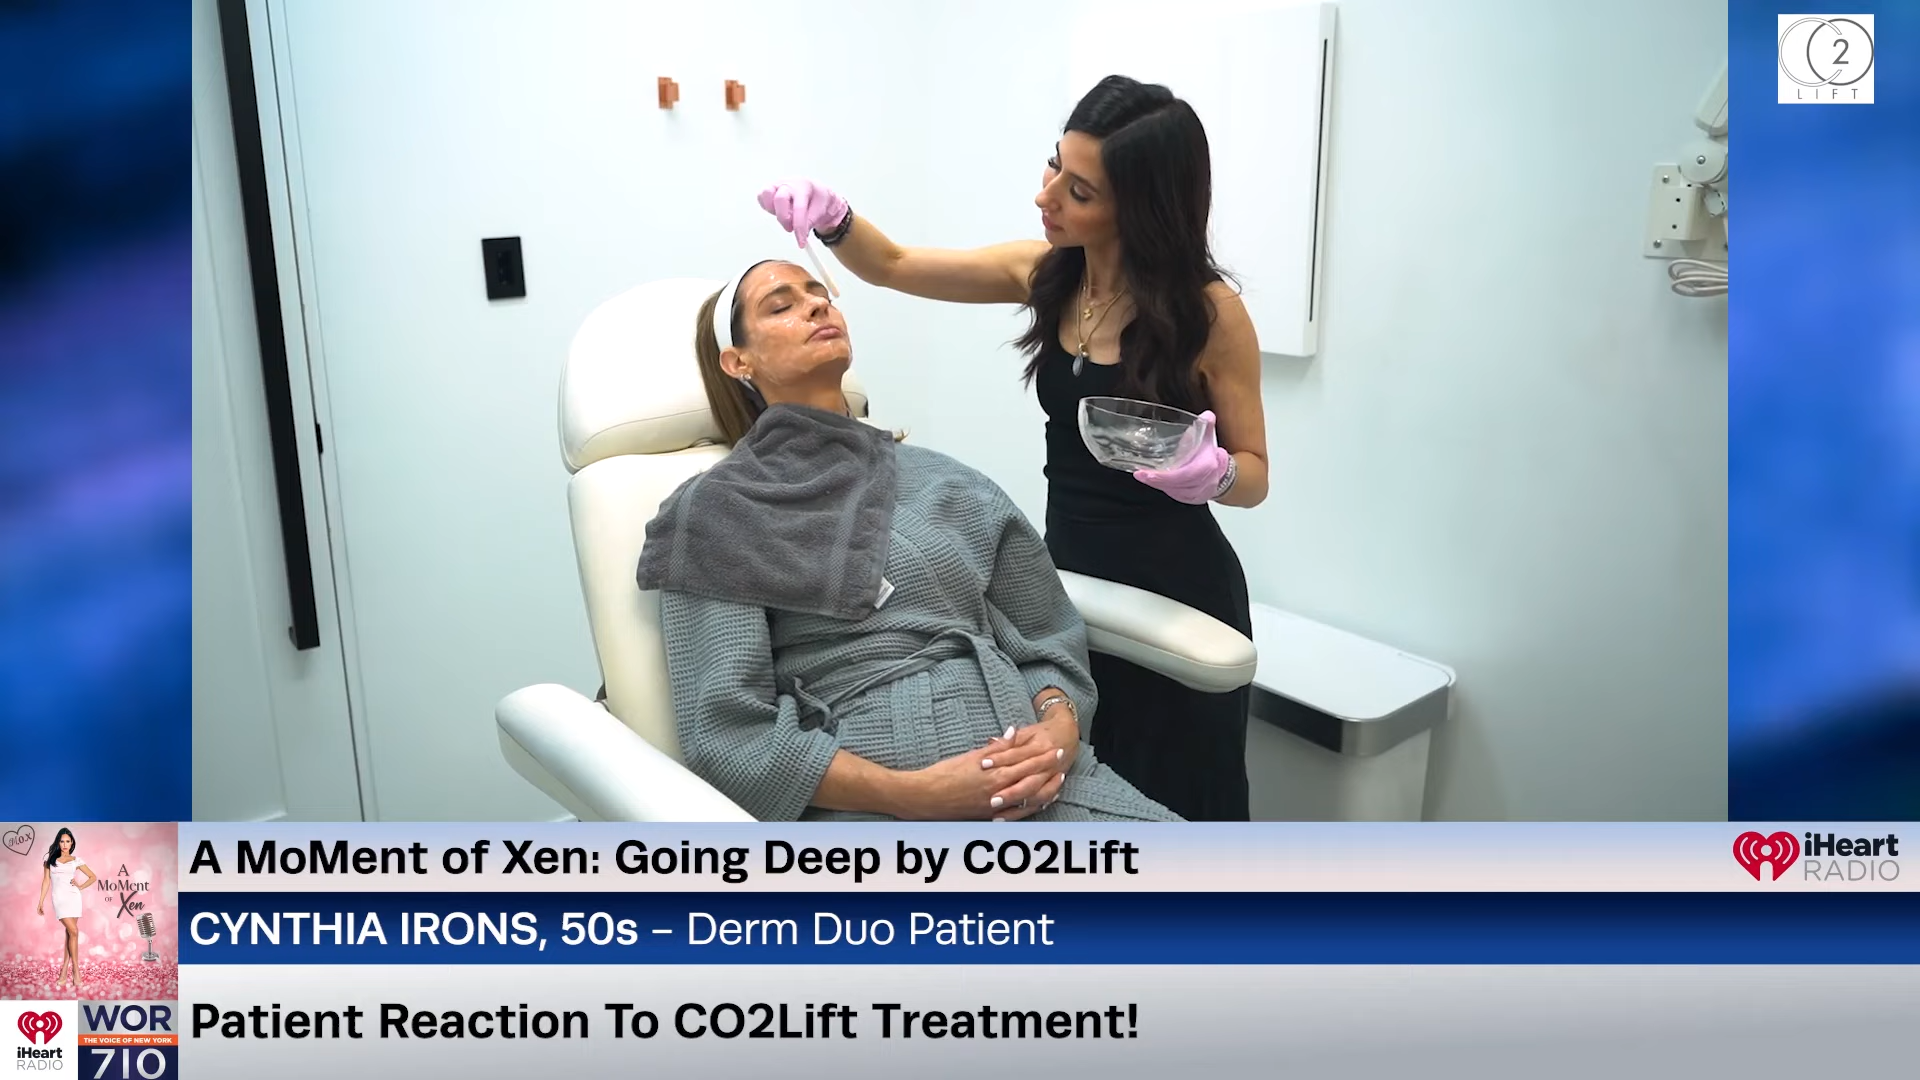 CO2
LIFT
A MoMent of Xen: Going Deep by CO2Lift
iHeart
RADIO
M.O.X
A
MoMent
OF
Xen
CYNTHIA IRONS, 50s – Derm Duo Patient
Patient Reaction To CO2Lift Treatment!
iHeart
RADIO
WOR
THE VOICE OF NEW YORK
710